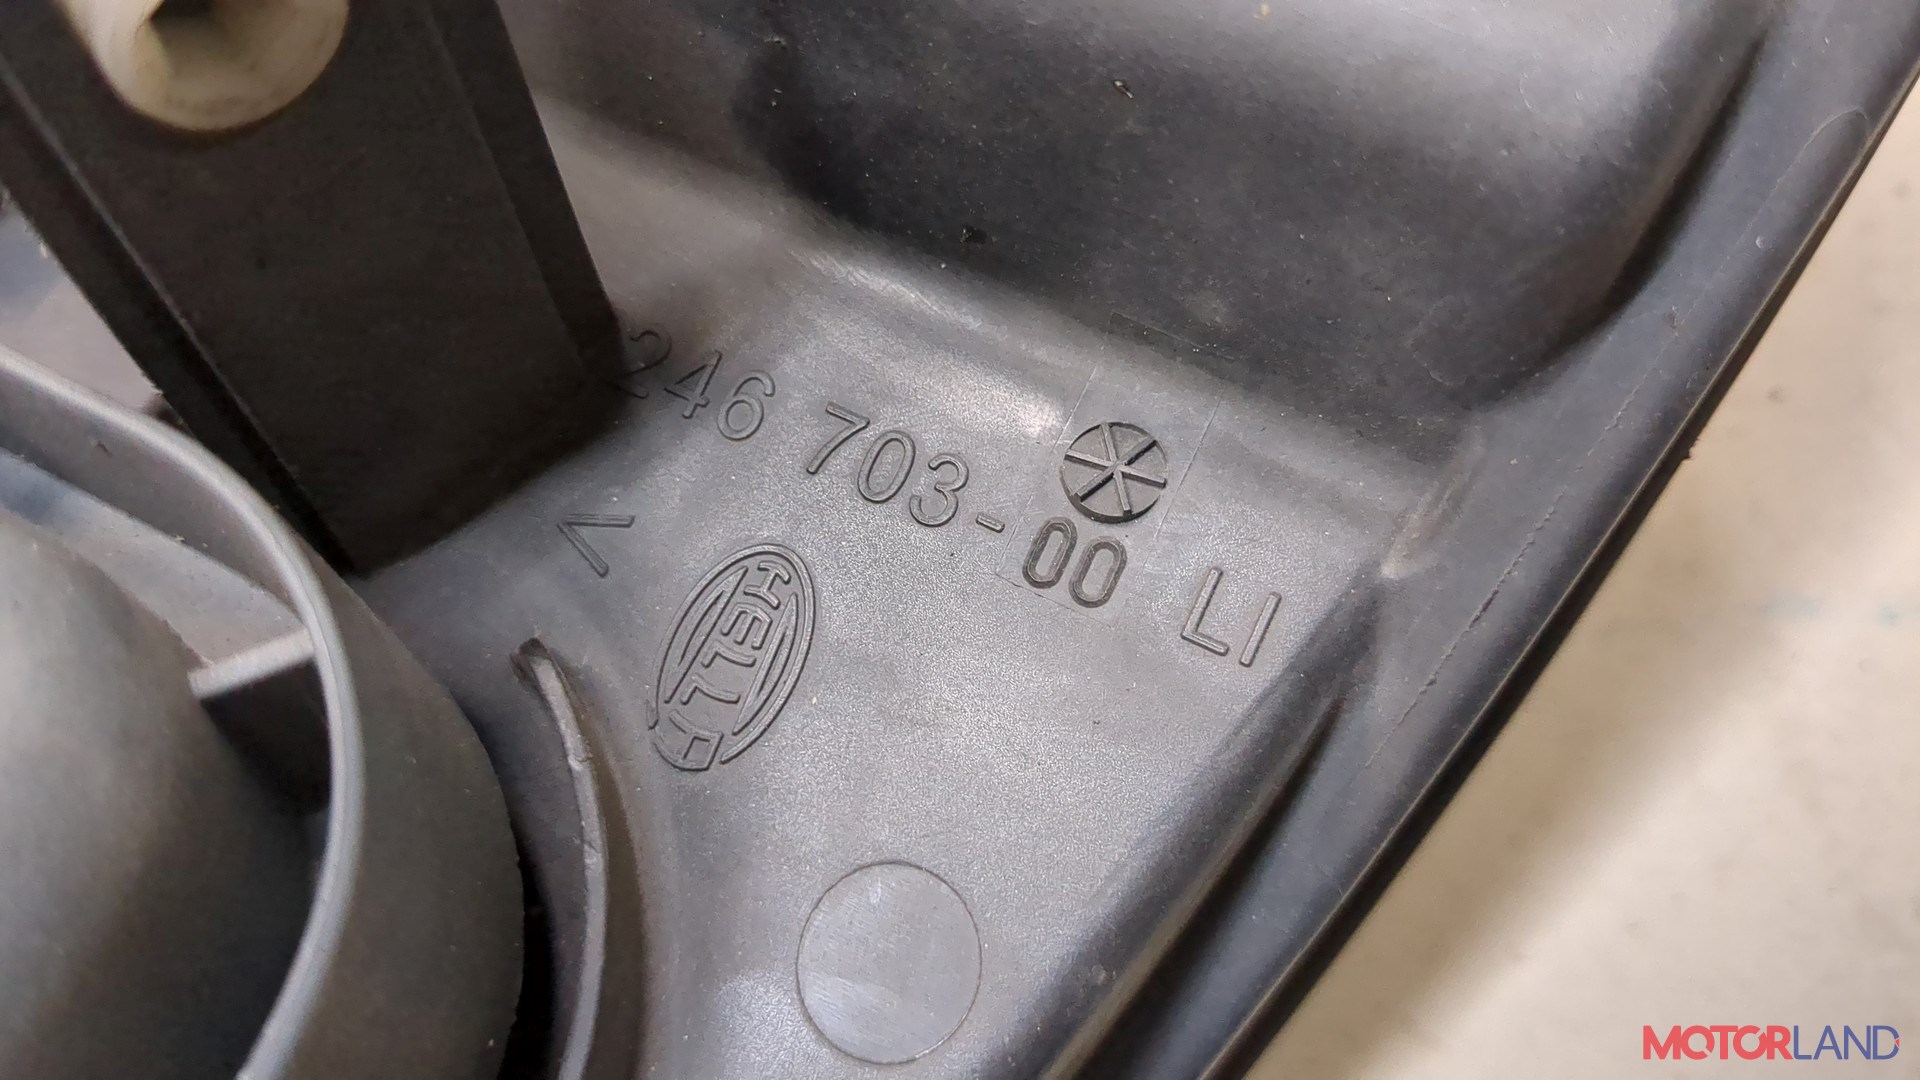 246 703-00 LI
HELLA
MOTORLAND